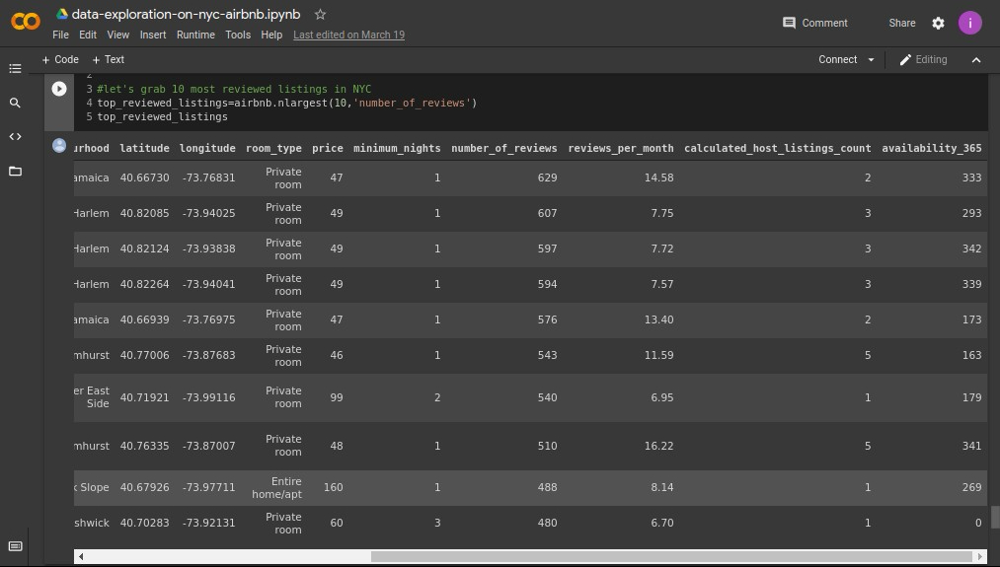 data-exploration-on-nyc-airbnb.ipynb
File Edit View Insert Runtime Tools Help Last edited on March 19
Comment Share i
+ Code + Text Connect Editing
2
3 #let's grab 10 most reviewed listings in NYC
4 top_reviewed_listings=airbnb.nlargest(10,'number_of_reviews')
5 top_reviewed_listings
urhood latitude longitude room_type price minimum_nights number_of_reviews reviews_per_month calculated_host_listings_count availability_365
amaica 40.66730 -73.76831 Private room 47 1 629 14.58 2 333
Harlem 40.82085 -73.94025 Private room 49 1 607 7.75 3 293
Harlem 40.82124 -73.93838 Private room 49 1 597 7.72 3 342
Harlem 40.82264 -73.94041 Private room 49 1 594 7.57 3 339
amaica 40.66939 -73.76975 Private room 47 1 576 13.40 2 173
mhurst 40.77006 -73.87683 Private room 46 1 543 11.59 5 163
er East Side 40.71921 -73.99116 Private room 99 2 540 6.95 1 179
mhurst 40.76335 -73.87007 Private room 48 1 510 16.22 5 341
k Slope 40.67926 -73.97711 Entire home/apt 160 1 488 8.14 1 269
shwick 40.70283 -73.92131 Private room 60 3 480 6.70 1 0